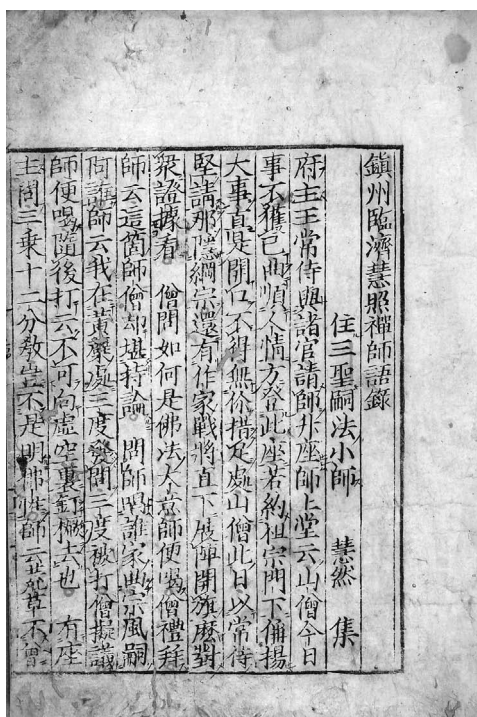 鎮州臨濟慧照禪師語錄
住三聖嗣法小師 慧然 集
府主王常侍與諸官請師升座師上堂云山僧今日
事不獲已曲順人情方登此座若約祖宗門下偁揚
大事直是開口不得無你措足處山僧此日以常侍
堅請那隱綱宗還有作家戰將直下展陣開旗麽對
衆證據看 僧問如何是佛法大意師便喝僧禮拜
師云這箇師僧却堪持論 問師唱誰家曲宗風嗣
阿誰師云我在黃蘗處三度發問三度被打僧擬議
師便喝隨後打云不可向虛空裏釘橛去也 有座
主問三乘十二分教豈不是明佛性師云荒草不曾